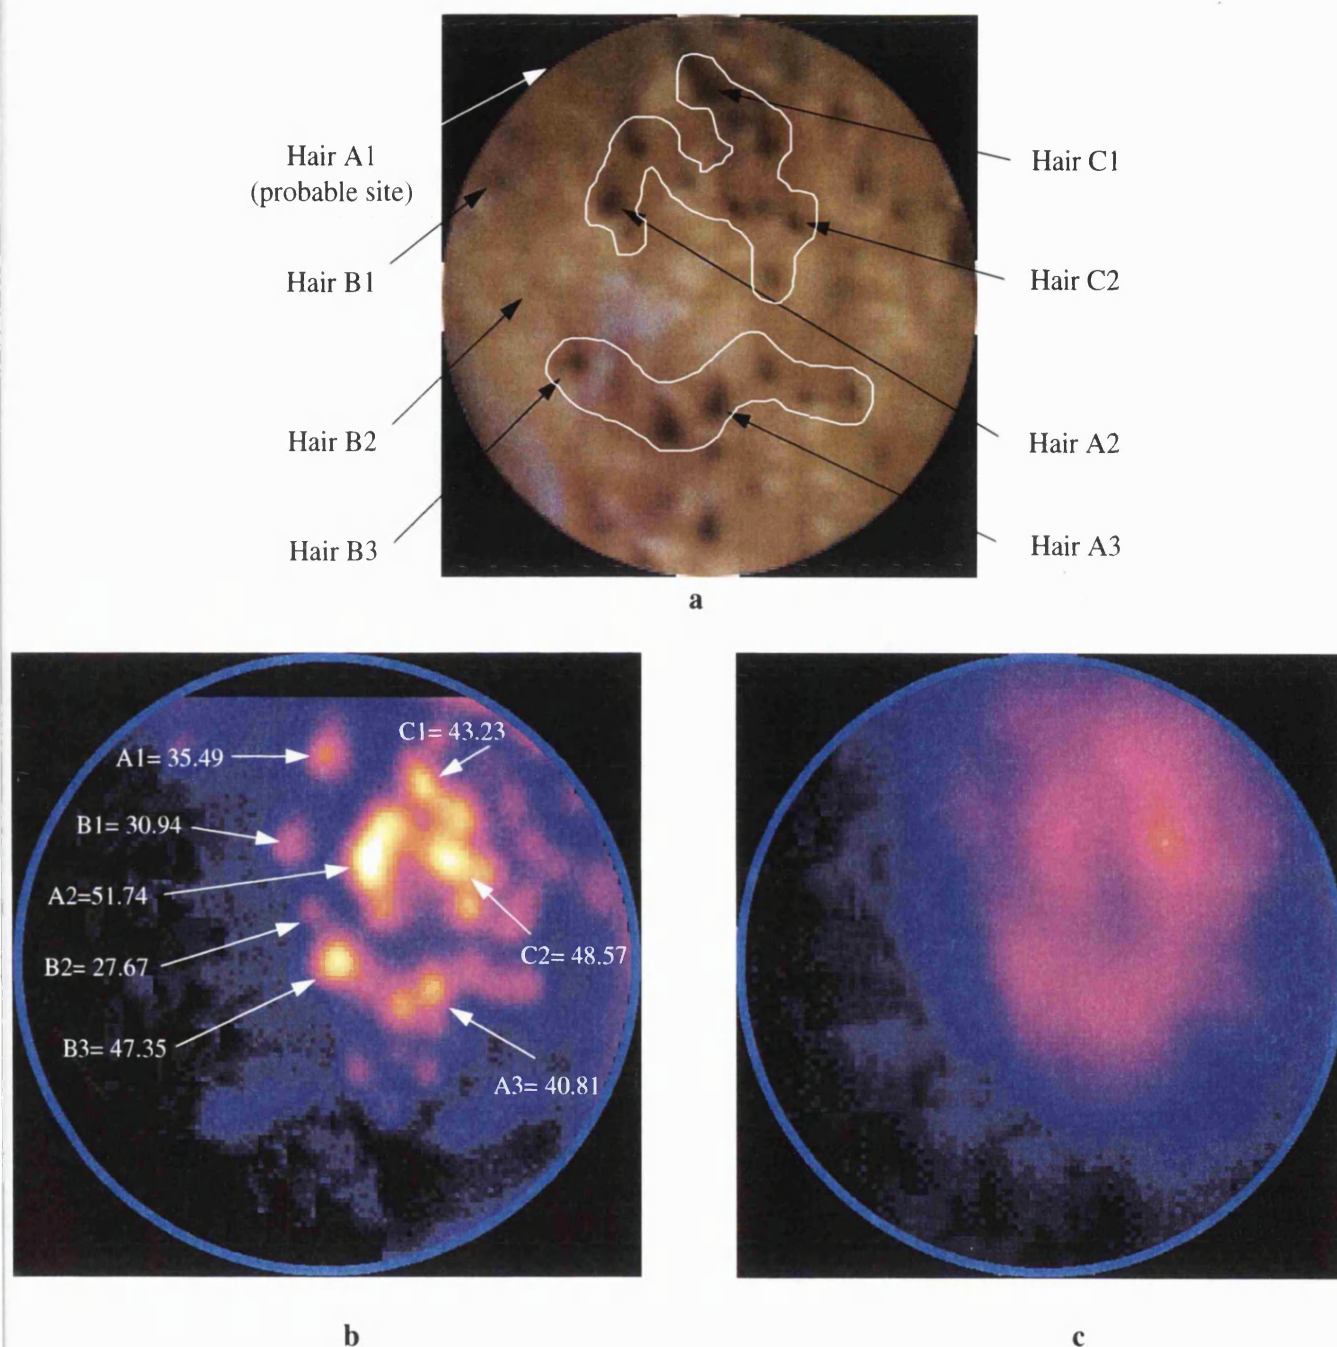 Hair A1
(probable site)
Hair B1
Hair B2
Hair B3
Hair C1
Hair C2
Hair A2
Hair A3
a
A1= 35.49
C1= 43.23
B1= 30.94
A2=51.74
B2= 27.67
C2= 48.57
B3= 47.35
A3= 40.81
b
c